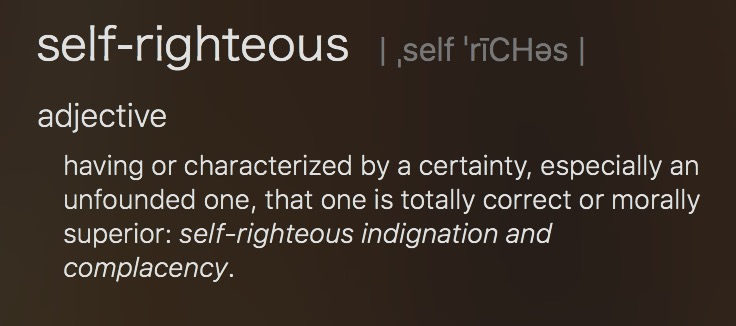 self-righteous | ˌself ˈrīCHəs |
adjective
having or characterized by a certainty, especially an
unfounded one, that one is totally correct or morally
superior: self-righteous indignation and
complacency.